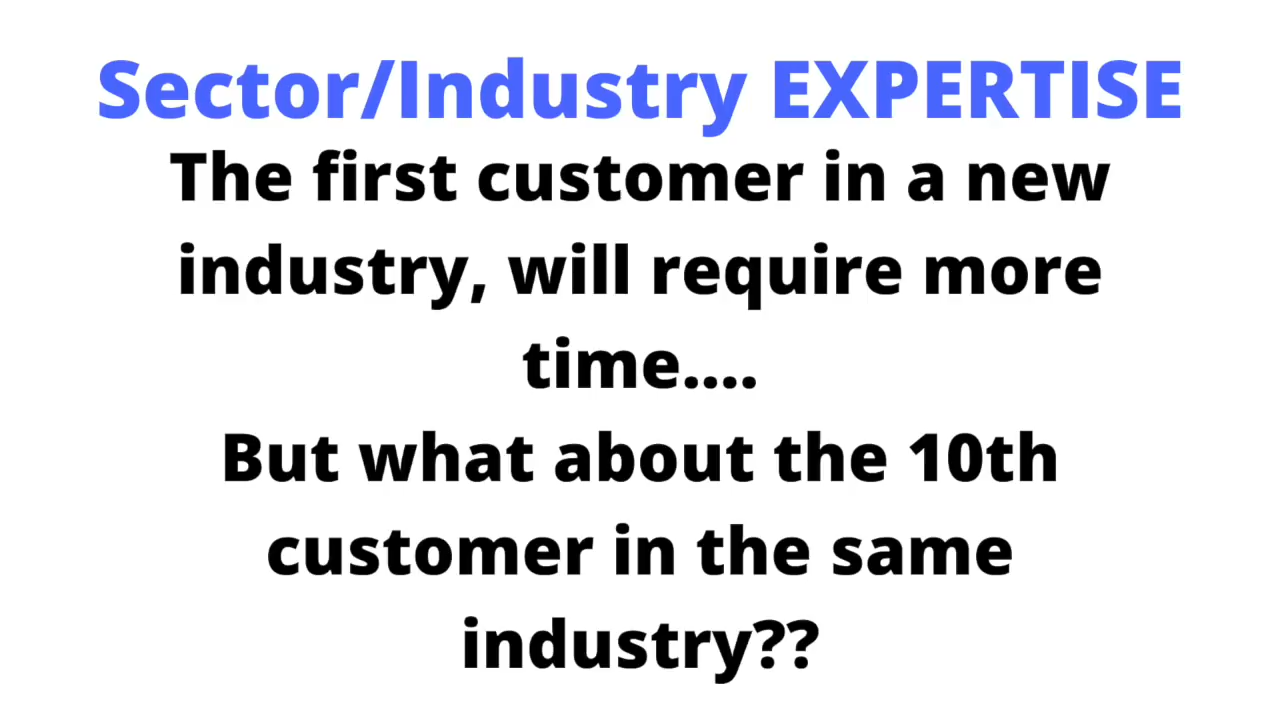 Sector/Industry EXPERTISE
The first customer in a new
industry, will require more
time....
But what about the 10th
customer in the same
industry??